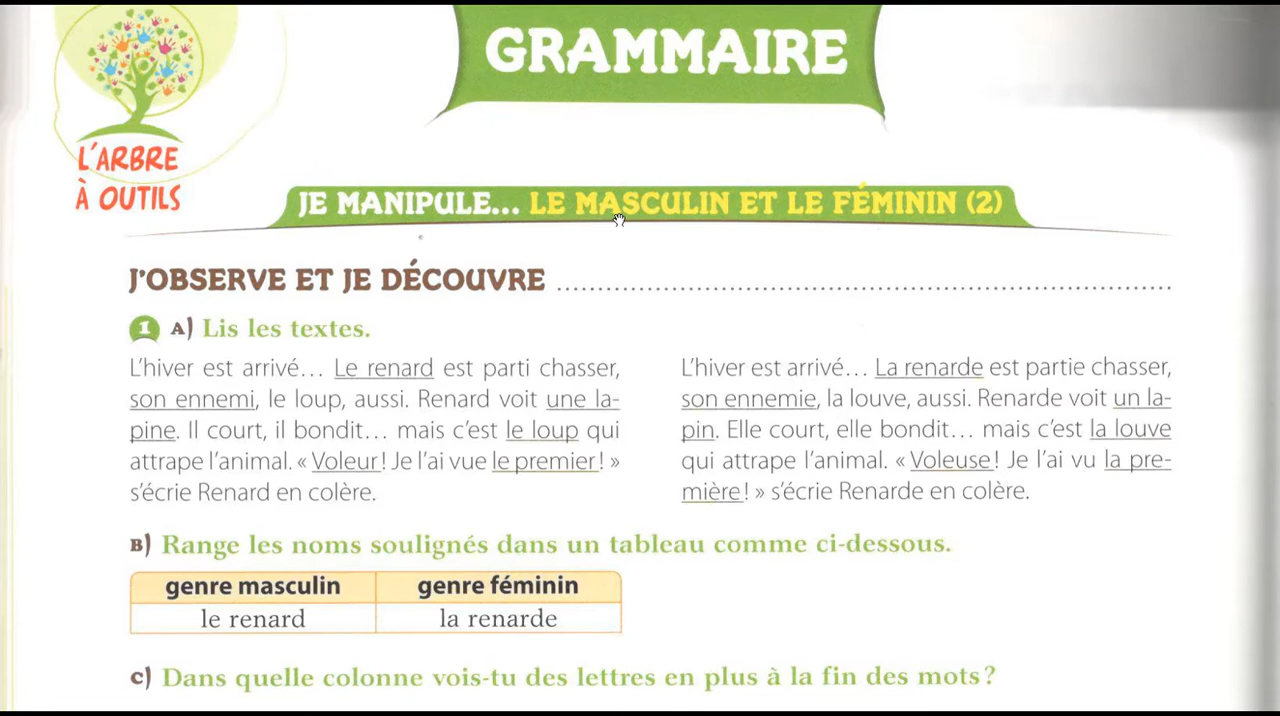 GRAMMAIRE
L'ARBRE
À OUTILS
JE MANIPULE... LE MASCULIN ET LE FÉMININ (2)
J'OBSERVE ET JE DÉCOUVRE
1 A) Lis les textes.
L'hiver est arrivé... Le renard est parti chasser,
son ennemi, le loup, aussi. Renard voit une la-
pine. Il court, il bondit... mais c'est le loup qui
attrape l'animal. « Voleur ! Je l'ai vue le premier ! »
s'écrie Renard en colère.
L'hiver est arrivé... La renarde est partie chasser,
son ennemie, la louve, aussi. Renarde voit un la-
pin. Elle court, elle bondit... mais c'est la louve
qui attrape l'animal. « Voleuse ! Je l'ai vu la pre-
mière ! » s'écrie Renarde en colère.
B) Range les noms soulignés dans un tableau comme ci-dessous.
genre masculin genre féminin
le renard la renarde
C) Dans quelle colonne vois-tu des lettres en plus à la fin des mots ?